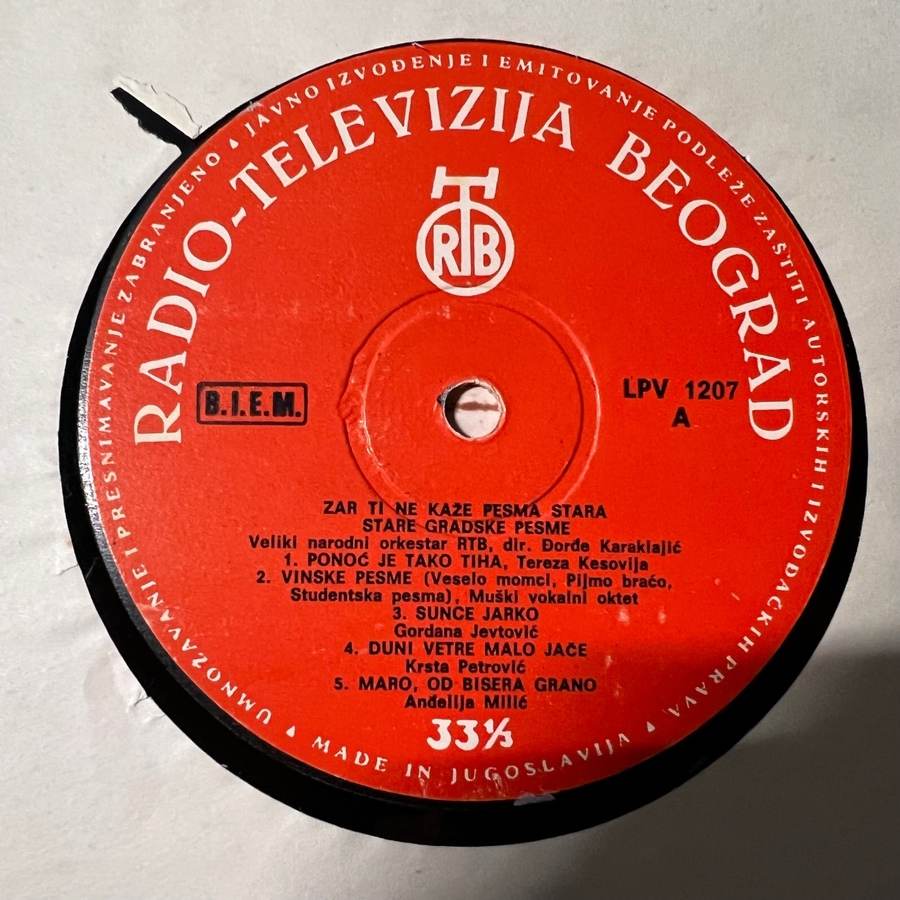 UMNOŽAVANJE I PRESNIMAVANJE ZABRANJENO ▲ JAVNO IZVOĐENJE I EMITOVANJE PODLEŽE ZAŠTITI AUTORSKIH I IZVOĐAČKIH PRAVA ▲
RADIO-TELEVIZIJA BEOGRAD
RTB
B.I.E.M.
LPV 1207
A
ZAR TI NE KAŽE PESMA STARA
STARE GRADSKE PESME
Veliki narodni orkestar RTB, dir. Đorđe Karaklajić
1. PONOĆ JE TAKO TIHA, Tereza Kesovija
2. VINSKE PESME (Veselo momci, Pijmo braćo,
Studentska pesma), Muški vokalni oktet
3. SUNCE JARKO
Gordana Jevtović
4. DUNI VETRE MALO JAČE
Krsta Petrović
5. MARO, OD BISERA GRANO
Anđelija Milić
33⅓
▲ MADE IN JUGOSLAVIJA